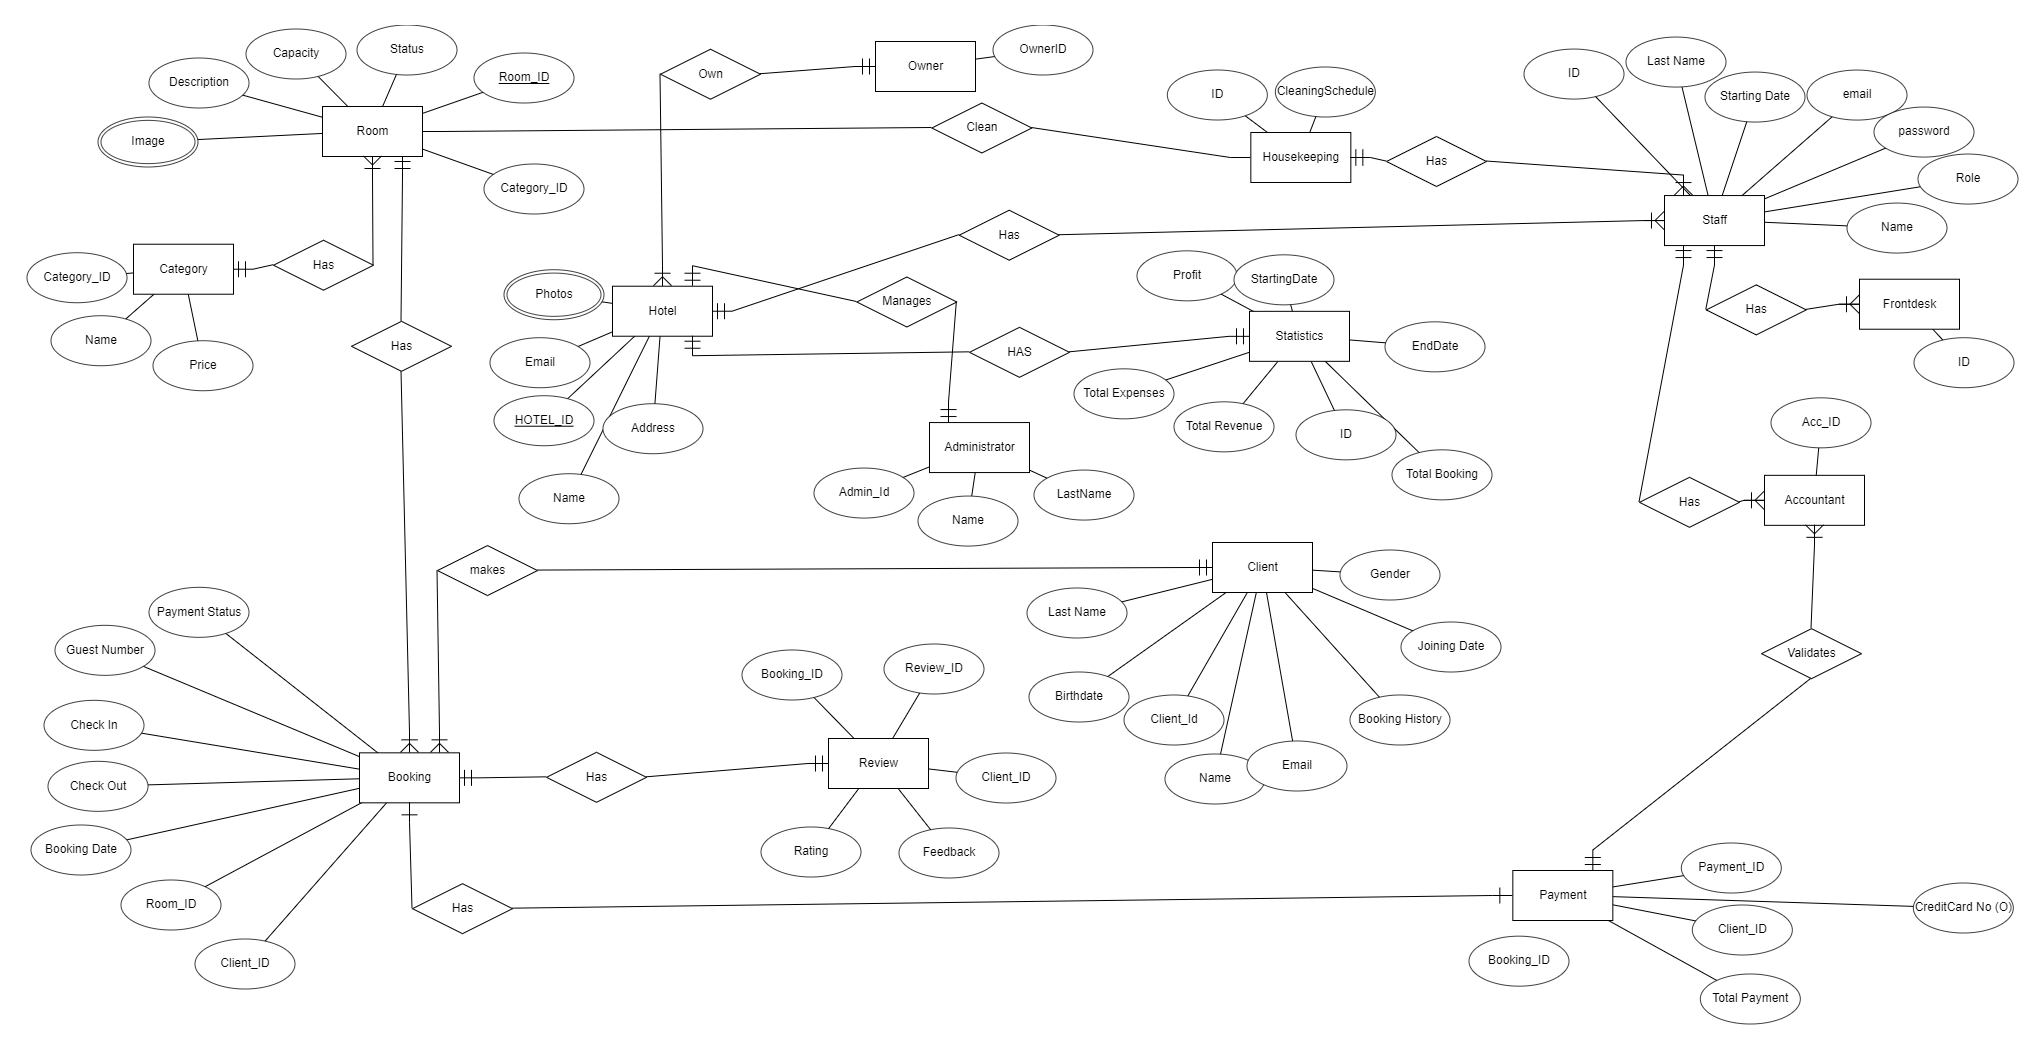 Status
Capacity
Room_ID
Description
Image
Room
Category_ID
Own
Owner
OwnerID
Clean
ID
CleaningSchedule
Housekeeping
Has
ID
Last Name
Starting Date
email
password
Role
Name
Staff
Category_ID
Category
Has
Name
Price
Has
Photos
Hotel
Email
HOTEL_ID
Address
Name
Has
Manages
HAS
Profit
StartingDate
Statistics
EndDate
Total Expenses
Total Revenue
ID
Total Booking
Has
Frontdesk
ID
Administrator
Admin_Id
Name
LastName
Acc_ID
Has
Accountant
makes
Client
Gender
Last Name
Joining Date
Birthdate
Client_Id
Booking History
Name
Email
Validates
Payment Status
Guest Number
Check In
Check Out
Booking Date
Room_ID
Client_ID
Booking
Has
Booking_ID
Review_ID
Review
Client_ID
Rating
Feedback
Has
Payment
Payment_ID
CreditCard No (O)
Client_ID
Booking_ID
Total Payment